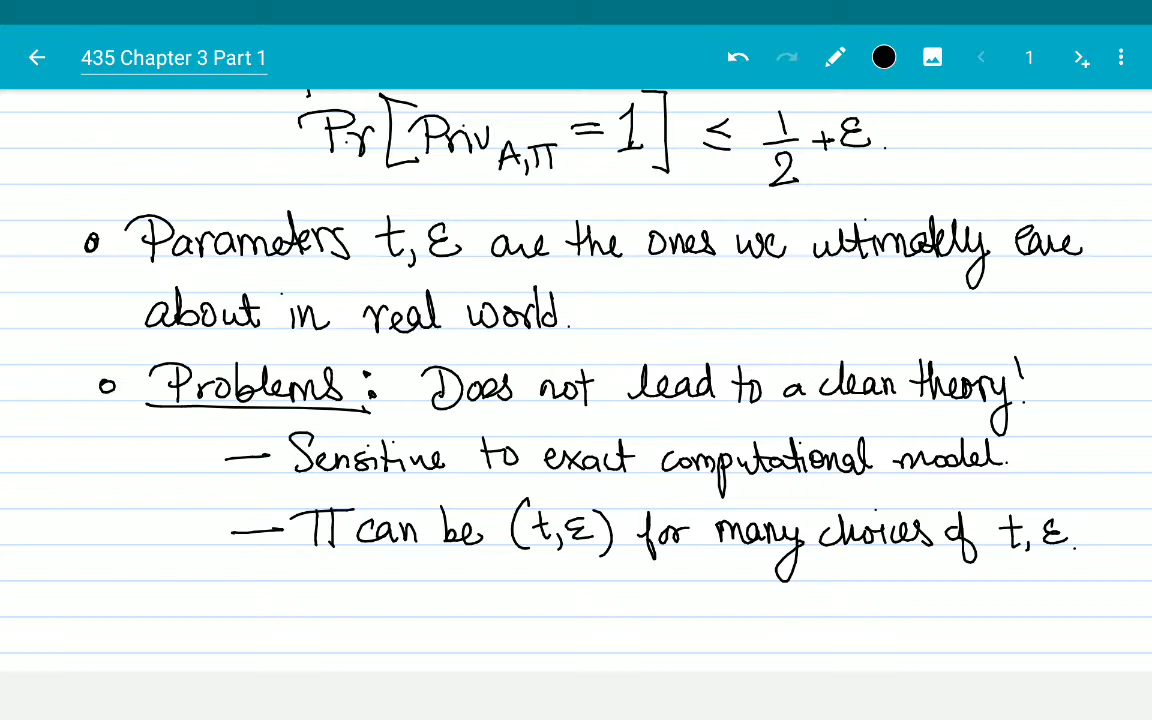 435 Chapter 3 Part 1
1
Pr[Priv_{A,Π} = 1] ≤ 1/2 + ε.
Parameters t, ε are the ones we ultimately care
about in real world.
Problems: Does not lead to a clean theory!
— Sensitive to exact computational model.
— Π can be (t,ε) for many choices of t, ε.